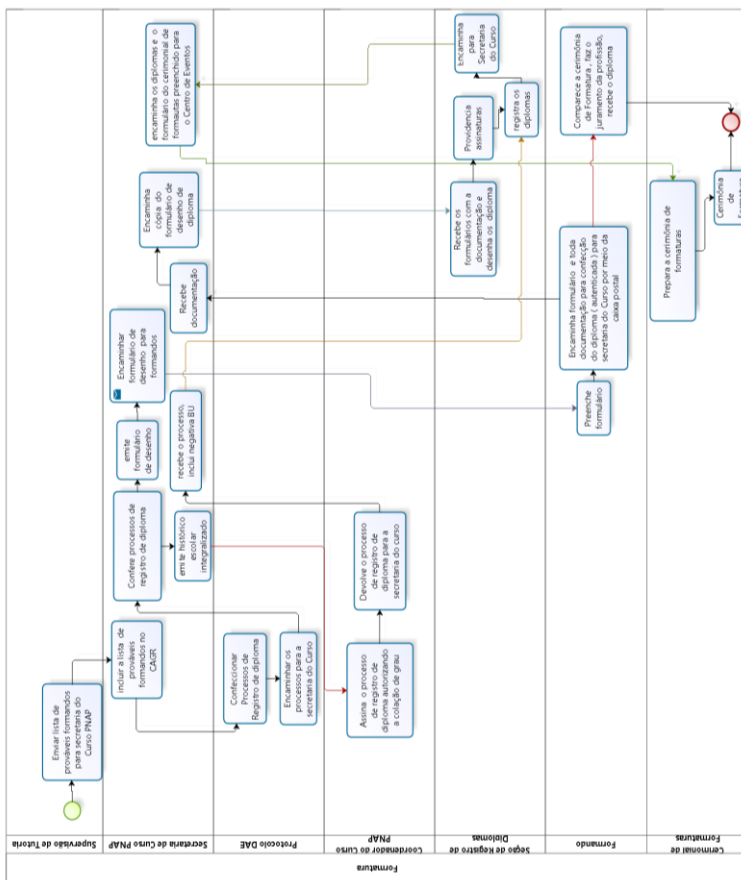 Formatura
Supervisão de Tutoria
Enviar lista de
prováveis formandos
para secretaria do
Curso PNAP
Secretaria de Curso PNAP
incluir a lista de
prováveis
formandos no
CAGR
Confere processos de
registro de diploma
emite histórico
escolar
integralizado
emite
formulário
de desenho
Encaminhar
formulário de
desenho para
formandos
recebe o processo,
inclui negativa BU
Recebe
documentação
Encaminha
cópia do
formulário de
desenho de
diploma
encaminha os diplomas e o
formulário do cerimonial de
formautas preenchido para
o Centro de Eventos
Protocolo DAE
Confeccionar
Processos de
Registro de diploma
Encaminhar os
processos para a
secretaria do Curso
Coordenador do Curso
PNAP
Assina o processo
de registro de
diploma autorizando
a colação de grau
Devolve o processo
de registro de
diploma para a
secretaria do curso
Seção de Registro de
Diplomas
Recebe os
formulários com a
documentação e
desenha os diploma
Providencia
assinaturas
registra os
diplomas
Encaminha
para
Secretaria
do Curso
Formando
Preenche
formulário
Encaminha formulário e toda
documentação para confecção
do diploma ( autenticada ) para
secretaria do Curso por meio da
caixa postal
Comparece a cerimônia
de Formatura , faz o
juramento da profissão,
recebe o diploma
Cerimonial de
Formaturas
Prepara a cerimônia de
formaturas
Cerimônia
de